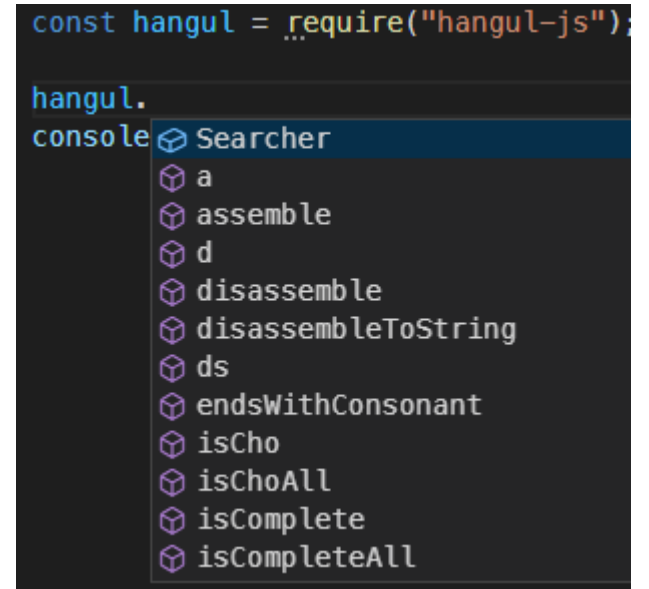 const hangul = require("hangul-js");
hangul.
console
Searcher
a
assemble
d
disassemble
disassembleToString
ds
endsWithConsonant
isCho
isChoAll
isComplete
isCompleteAll